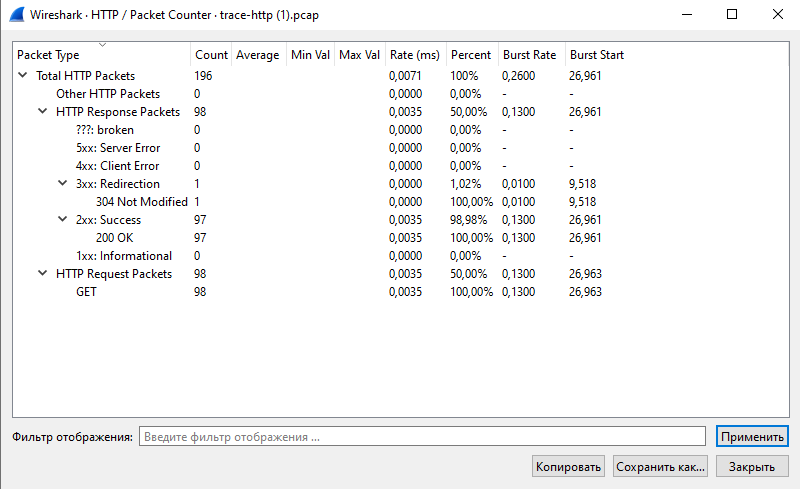 Wireshark · HTTP / Packet Counter · trace-http (1).pcap
Packet Type Count Average Min Val Max Val Rate (ms) Percent Burst Rate Burst Start
Total HTTP Packets 196 0,0071 100% 0,2600 26,961
Other HTTP Packets 0 0,0000 0,00% - -
HTTP Response Packets 98 0,0035 50,00% 0,1300 26,961
???: broken 0 0,0000 0,00% - -
5xx: Server Error 0 0,0000 0,00% - -
4xx: Client Error 0 0,0000 0,00% - -
3xx: Redirection 1 0,0000 1,02% 0,0100 9,518
304 Not Modified 1 0,0000 100,00% 0,0100 9,518
2xx: Success 97 0,0035 98,98% 0,1300 26,961
200 OK 97 0,0035 100,00% 0,1300 26,961
1xx: Informational 0 0,0000 0,00% - -
HTTP Request Packets 98 0,0035 50,00% 0,1300 26,963
GET 98 0,0035 100,00% 0,1300 26,963
Фильтр отображения: Введите фильтр отображения ... Применить
Копировать Сохранить как... Закрыть